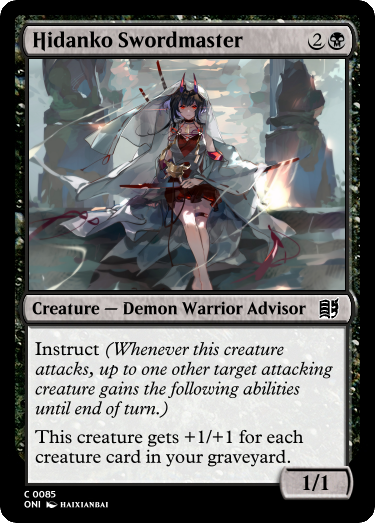 Hidanko Swordmaster 2
Creature — Demon Warrior Advisor
Instruct (Whenever this creature
attacks, up to one other target attacking
creature gains the following abilities
until end of turn.)
This creature gets +1/+1 for each
creature card in your graveyard.
1/1
C 0085
ONI HAIXIANBAI